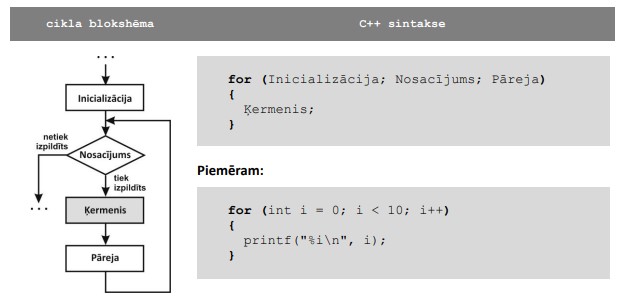 cikla blokshēma
C++ sintakse
...
Inicializācija
netiek
izpildīts
Nosacījums
tiek
izpildīts
...
Ķermenis
Pāreja
for (Inicializācija; Nosacījums; Pāreja)
{
Ķermenis;
}
Piemēram:
for (int i = 0; i < 10; i++)
{
printf("%i\n", i);
}